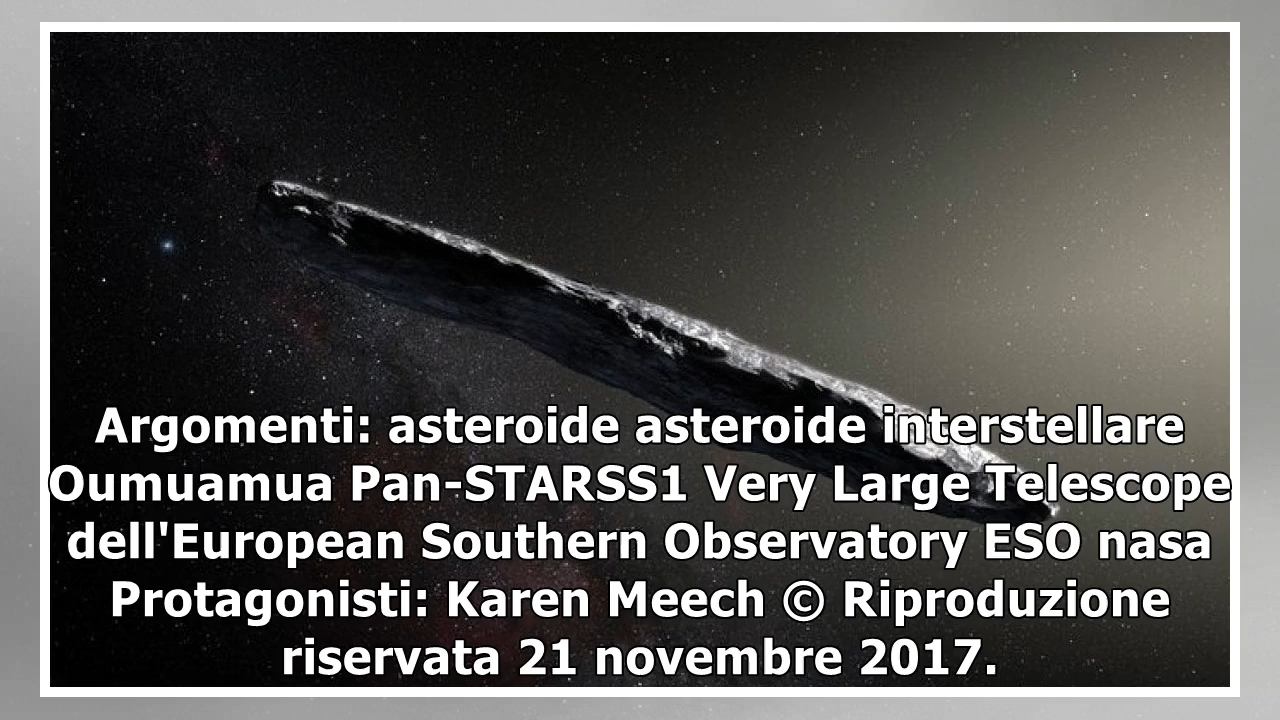 Argomenti: asteroide asteroide interstellare
Oumuamua Pan-STARSS1 Very Large Telescope
dell'European Southern Observatory ESO nasa
Protagonisti: Karen Meech © Riproduzione
riservata 21 novembre 2017.